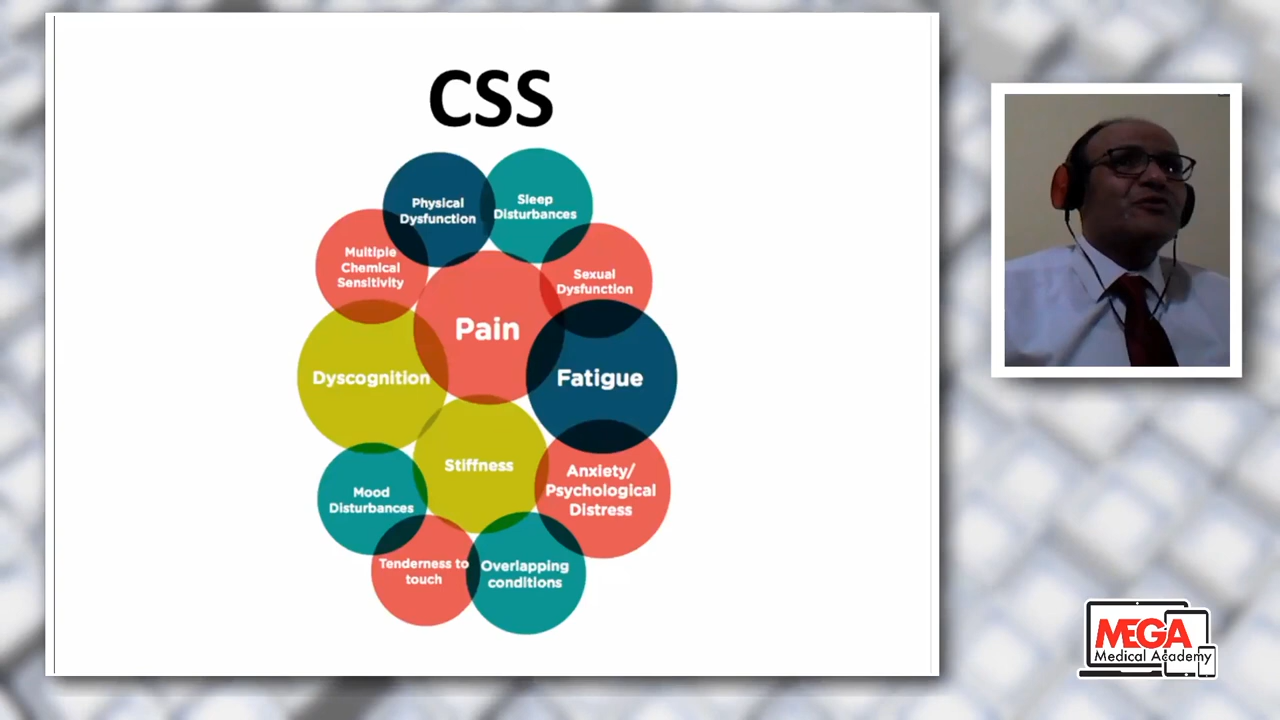 CSS
Physical
Dysfunction
Sleep
Disturbances
Multiple
Chemical
Sensitivity
Sexual
Dysfunction
Pain
Dyscognition
Fatigue
Stiffness
Anxiety/
Psychological
Distress
Mood
Disturbances
Tenderness to
touch
Overlapping
conditions
MEGA
Medical Academy